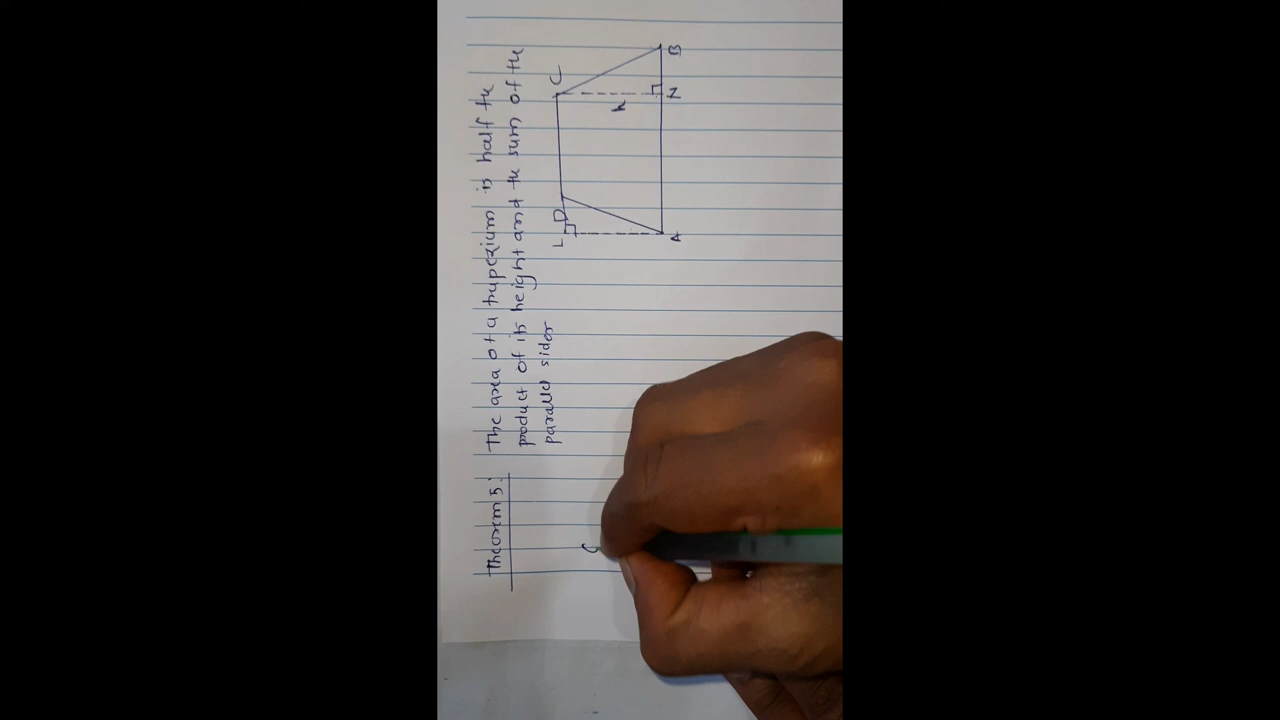 Theorem 5: The area of a trapezium is half the
product of its height and the sum of the
parallel sides
L D C
h
A N B